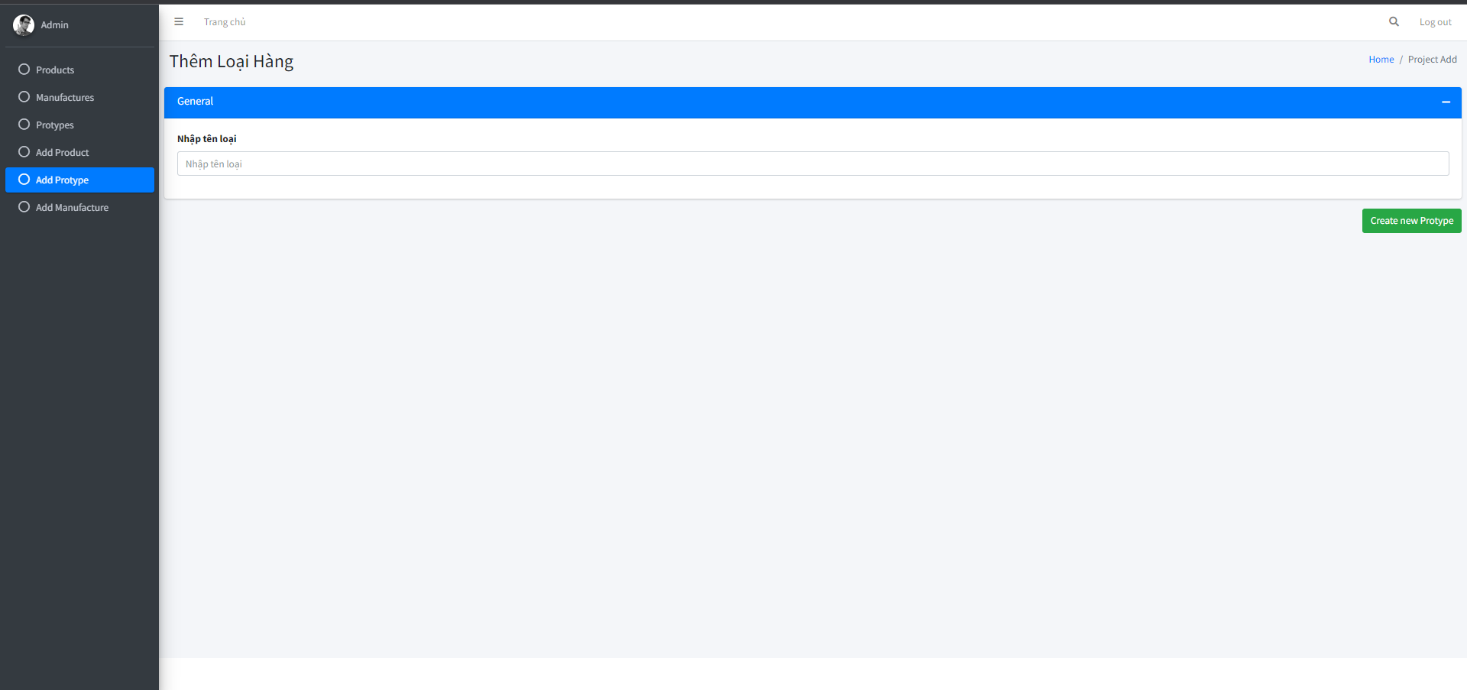 Admin
Products
Manufactures
Protypes
Add Product
Add Protype
Add Manufacture
Trang chủ
Log out
Thêm Loại Hàng
Home / Project Add
General
Nhập tên loại
Nhập tên loại
Create new Protype